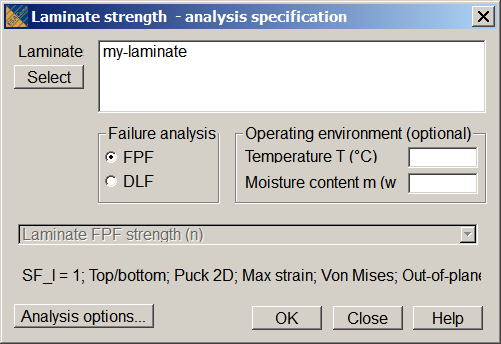 Laminate strength - analysis specification
Laminate
my-laminate
Select
Failure analysis
FPF
DLF
Operating environment (optional)
Temperature T (°C)
Moisture content m (w
Laminate FPF strength (n)
SF_I = 1; Top/bottom; Puck 2D; Max strain; Von Mises; Out-of-plane
Analysis options...
OK
Close
Help